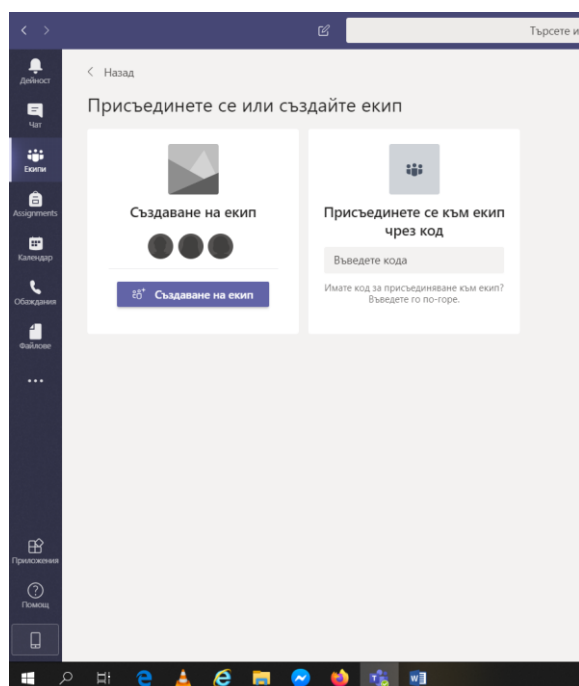 Търсете и
Дейност
Чат
Екипи
Assignments
Календар
Обаждания
Файлове
Приложения
Помощ
Назад
Присъединете се или създайте екип
Създаване на екип
Създаване на екип
Присъединете се към екип
чрез код
Въведете кода
Имате код за присъединяване към екип?
Въведете го по-горе.